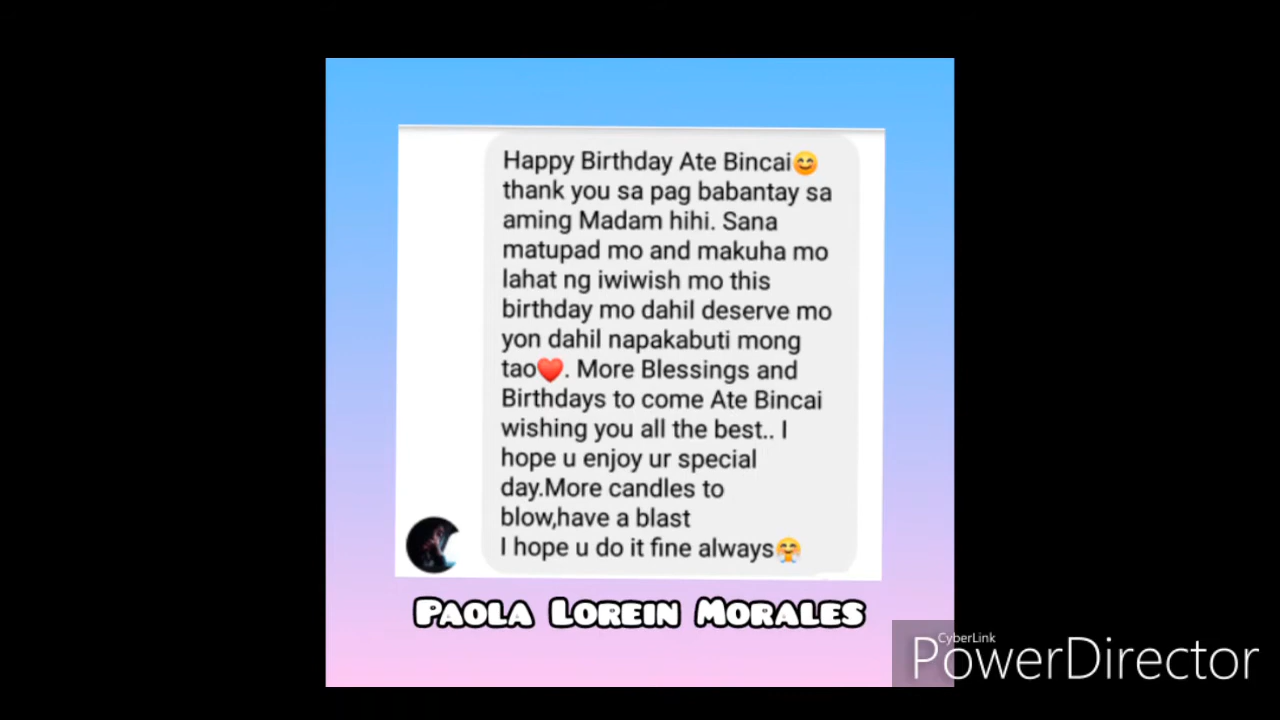 Happy Birthday Ate Bincai😊
thank you sa pag babantay sa
aming Madam hihi. Sana
matupad mo and makuha mo
lahat ng iwiwish mo this
birthday mo dahil deserve mo
yon dahil napakabuti mong
tao❤️. More Blessings and
Birthdays to come Ate Bincai
wishing you all the best.. I
hope u enjoy ur special
day.More candles to
blow,have a blast
I hope u do it fine always😤
PAOLA LOREIN MORALES
CyberLink
PowerDirector